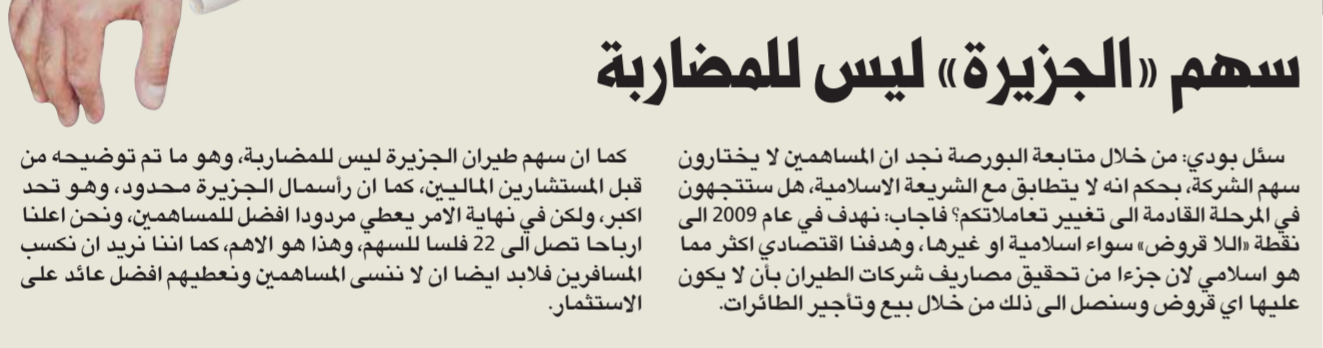 سهم «الجزيرة» ليس للمضاربة
سئل بودي: من خلال متابعة البورصة نجد ان المساهمين لا يختارون
سهم الشركة، بحكم انه لا يتطابق مع الشريعة الاسلامية، هل ستتجهون
في المرحلة القادمة الى تغيير تعاملاتكم؟ فاجاب: نهدف في عام 2009 الى
نقطة «اللا قروض» سواء اسلامية او غيرها، وهدفنا اقتصادي اكثر مما
هو اسلامي لان جزءا من تحقيق مصاريف شركات الطيران بأن لا يكون
عليها اي قروض وسنصل الى ذلك من خلال بيع وتأجير الطائرات.
كما ان سهم طيران الجزيرة ليس للمضاربة، وهو ما تم توضيحه من
قبل المستشارين الماليين، كما ان رأسمال الجزيرة محدود، وهو تحد
اكبر، ولكن في نهاية الامر يعطي مردودا افضل للمساهمين، ونحن اعلنا
ارباحا تصل الى 22 فلسا للسهم، وهذا هو الاهم، كما اننا نريد ان نكسب
المسافرين فلابد ايضا ان لا ننسى المساهمين ونعطيهم افضل عائد على
الاستثمار.